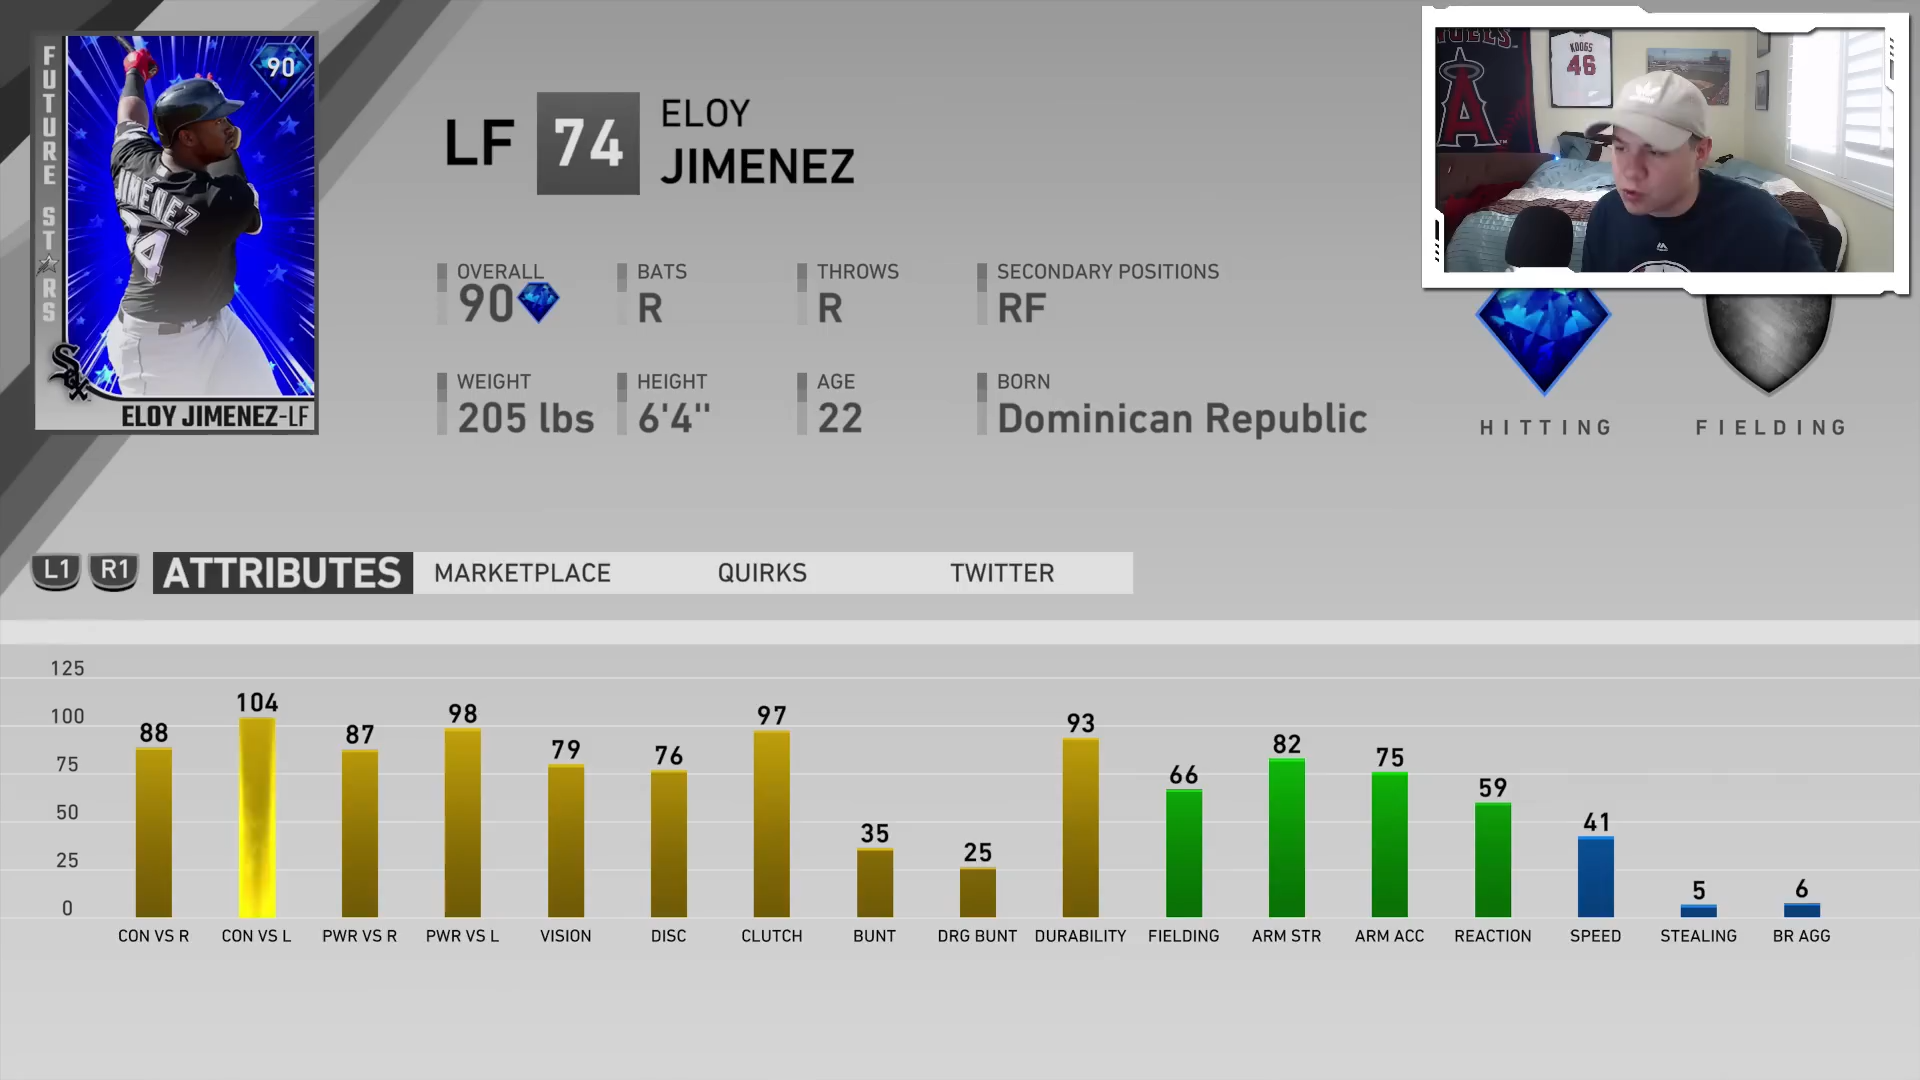 FUTURE STARS
90
JIMENEZ
Sox
ELOY JIMENEZ-LF
LF
74
ELOY
JIMENEZ
OVERALL
90
BATS
R
THROWS
R
SECONDARY POSITIONS
RF
WEIGHT
205 lbs
HEIGHT
6'4"
AGE
22
BORN
Dominican Republic
KOOGS
46
A
HITTING
FIELDING
L1
R1
ATTRIBUTES
MARKETPLACE
QUIRKS
TWITTER
125
100
75
50
25
0
88
104
87
98
79
76
97
35
25
93
66
82
75
59
41
5
6
CON VS R
CON VS L
PWR VS R
PWR VS L
VISION
DISC
CLUTCH
BUNT
DRG BUNT
DURABILITY
FIELDING
ARM STR
ARM ACC
REACTION
SPEED
STEALING
BR AGG